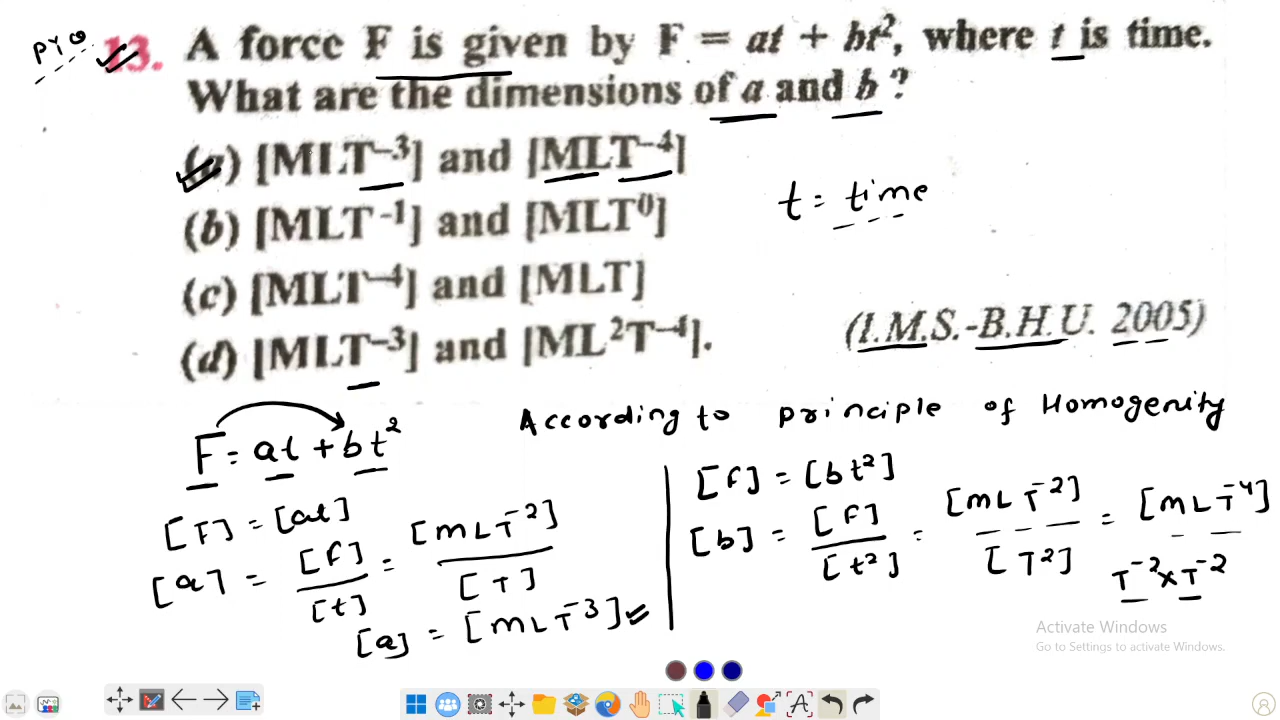 PYQ 13. A force F is given by F = at + bt², where t is time.
What are the dimensions of a and b ?
(a) [MLT⁻³] and [MLT⁻⁴]
(b) [MLT⁻¹] and [MLT⁰]
(c) [MLT⁻⁴] and [MLT]
(d) [MLT⁻³] and [ML²T⁻⁴].
t = time
(I.M.S.-B.H.U. 2005)
According to principle of Homogenity
F = at + bt²
[F] = [at]
[a] = [F]/[t] = [MLT⁻²]/[T]
[a] = [MLT⁻³]
[F] = [bt²]
[b] = [F]/[t²] = [MLT⁻²]/[T²] = [MLT⁻⁴]
T⁻²×T⁻²
Activate Windows
Go to Settings to activate Windows.